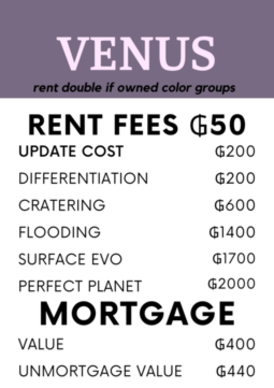 VENUS
rent double if owned color groups
RENT FEES ₲50
UPDATE COST ₲200
DIFFERENTIATION ₲200
CRATERING ₲600
FLOODING ₲1400
SURFACE EVO ₲1700
PERFECT PLANET ₲2000
MORTGAGE
VALUE ₲400
UNMORTGAGE VALUE ₲440